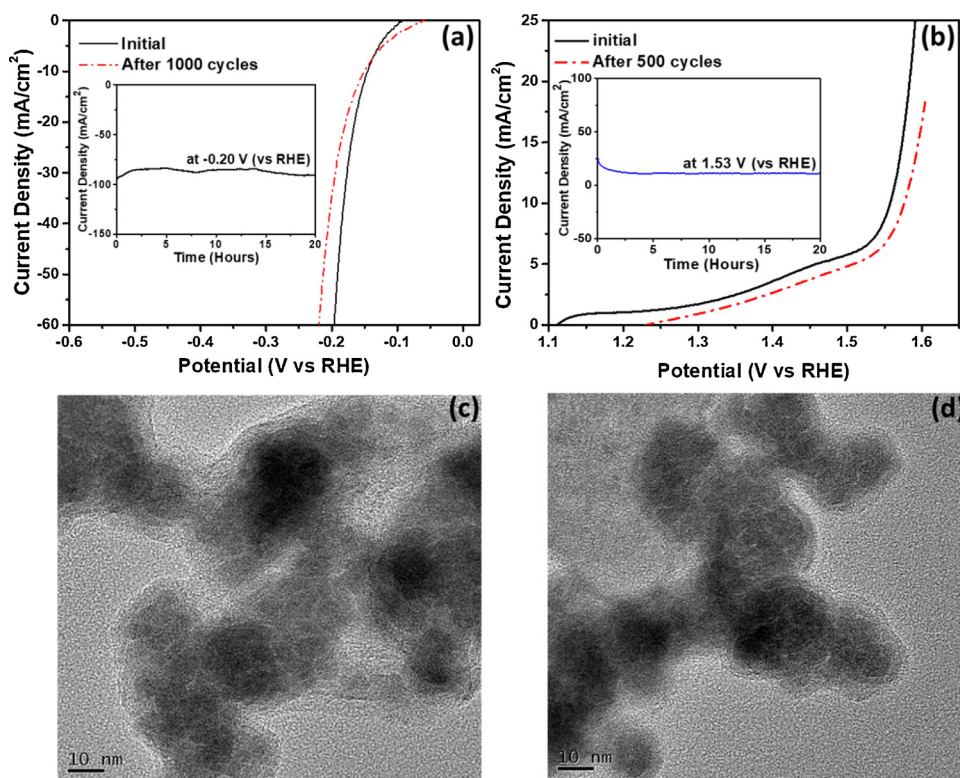 (a)
Initial
After 1000 cycles
0
-10
-20
-30
-40
-50
-60
Current Density (mA/cm²)
-0.6
-0.5
-0.4
-0.3
-0.2
-0.1
0.0
Potential (V vs RHE)
0
-50
-100
-150
Current Density (mA/cm²)
at -0.20 V (vs RHE)
0
5
10
15
20
Time (Hours)
(b)
initial
After 500 cycles
25
20
15
10
5
0
Current Density (mA/cm²)
1.1
1.2
1.3
1.4
1.5
1.6
Potential (V vs RHE)
100
50
0
-50
Current Density (mA/cm²)
at 1.53 V (vs RHE)
0
5
10
15
20
Time (Hours)
(c)
10 nm
(d)
10 nm